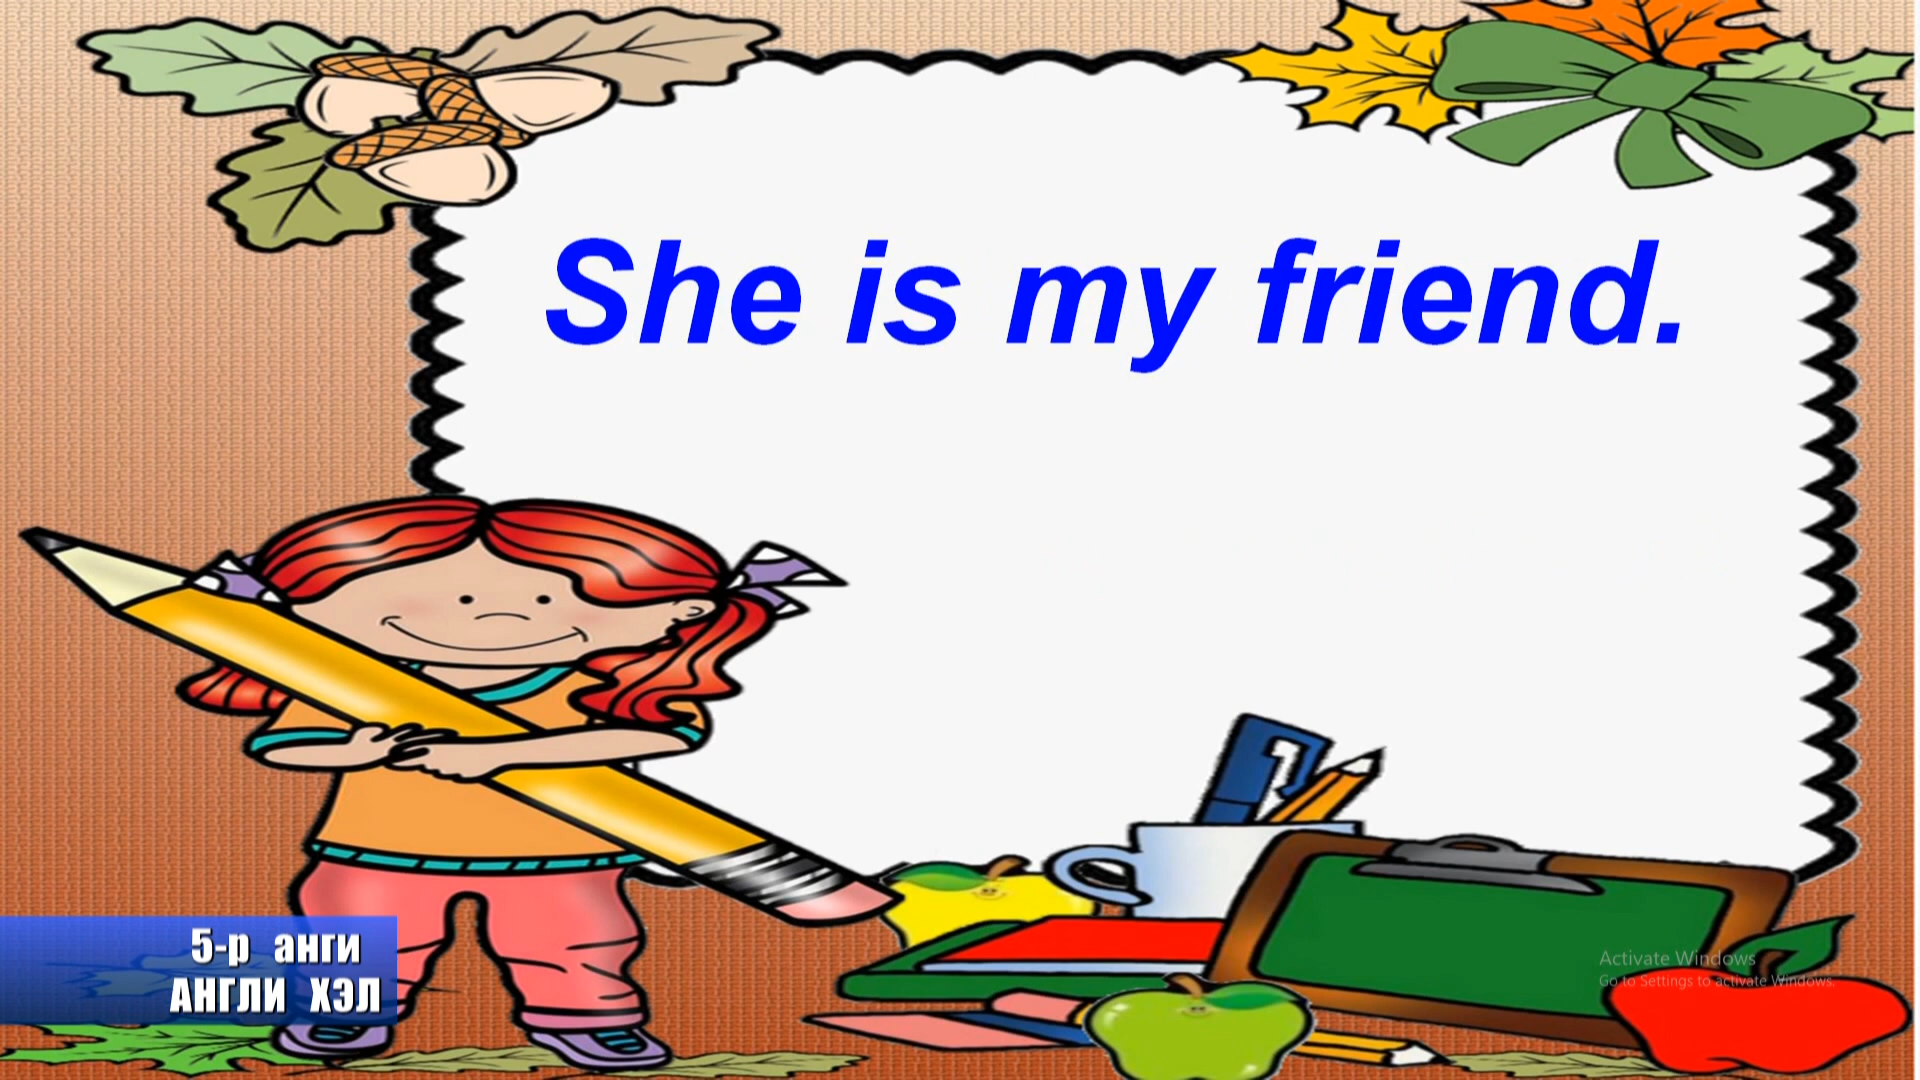 She is my friend.
5-р анги
АНГЛИ ХЭЛ
Activate Windows
Go to Settings to activate Windows.